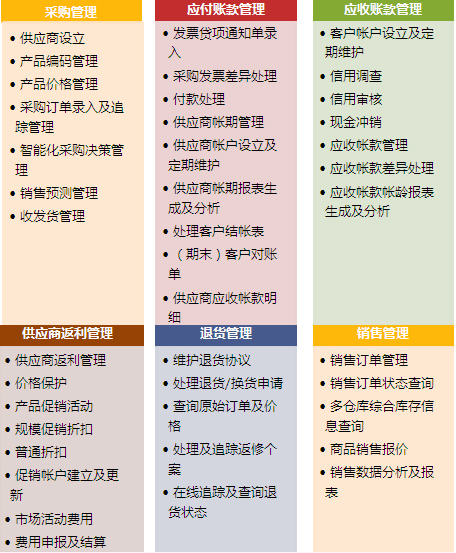 采购管理
• 供应商设立
• 产品编码管理
• 产品价格管理
• 采购订单录入及追
踪管理
• 智能化采购决策管
理
• 销售预测管理
• 收发货管理
应付账款管理
• 发票贷项通知单录
入
• 采购发票差异处理
• 付款处理
• 供应商帐期管理
• 供应商帐户设立及
定期维护
• 供应商帐期报表生
成及分析
• 处理客户结帐表
• （期末）客户对账
单
• 供应商应收帐款明
细
应收账款管理
• 客户帐户设立及定
期维护
• 信用调查
• 信用审核
• 现金冲销
• 应收帐款管理
• 应收帐款差异处理
• 应收帐款帐龄报表
生成及分析
供应商返利管理
• 供应商返利管理
• 价格保护
• 产品促销活动
• 规模促销折扣
• 普通折扣
• 促销帐户建立及更
新
• 市场活动费用
• 费用申报及结算
退货管理
• 维护退货协议
• 处理退货/换货申请
• 查询原始订单及价
格
• 处理及追踪返修个
案
• 在线追踪及查询退
货状态
销售管理
• 销售订单管理
• 销售订单状态查询
• 多仓库综合库存信
息查询
• 商品销售报价
• 销售数据分析及报
表